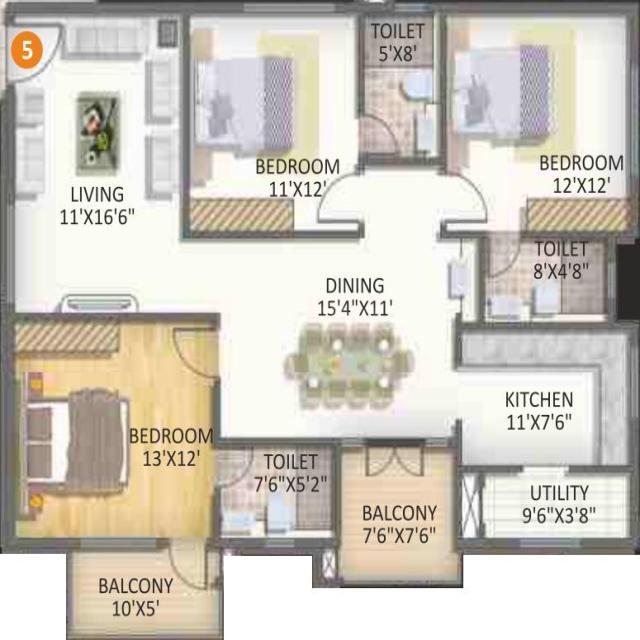 5
TOILET
5'X8'
BEDROOM
11'X12'
BEDROOM
12'X12'
LIVING
11'X16'6"
TOILET
8'X4'8"
DINING
15'4"X11'
KITCHEN
11'X7'6"
BEDROOM
13'X12'
TOILET
7'6"X5'2"
UTILITY
9'6"X3'8"
BALCONY
7'6"X7'6"
BALCONY
10'X5'